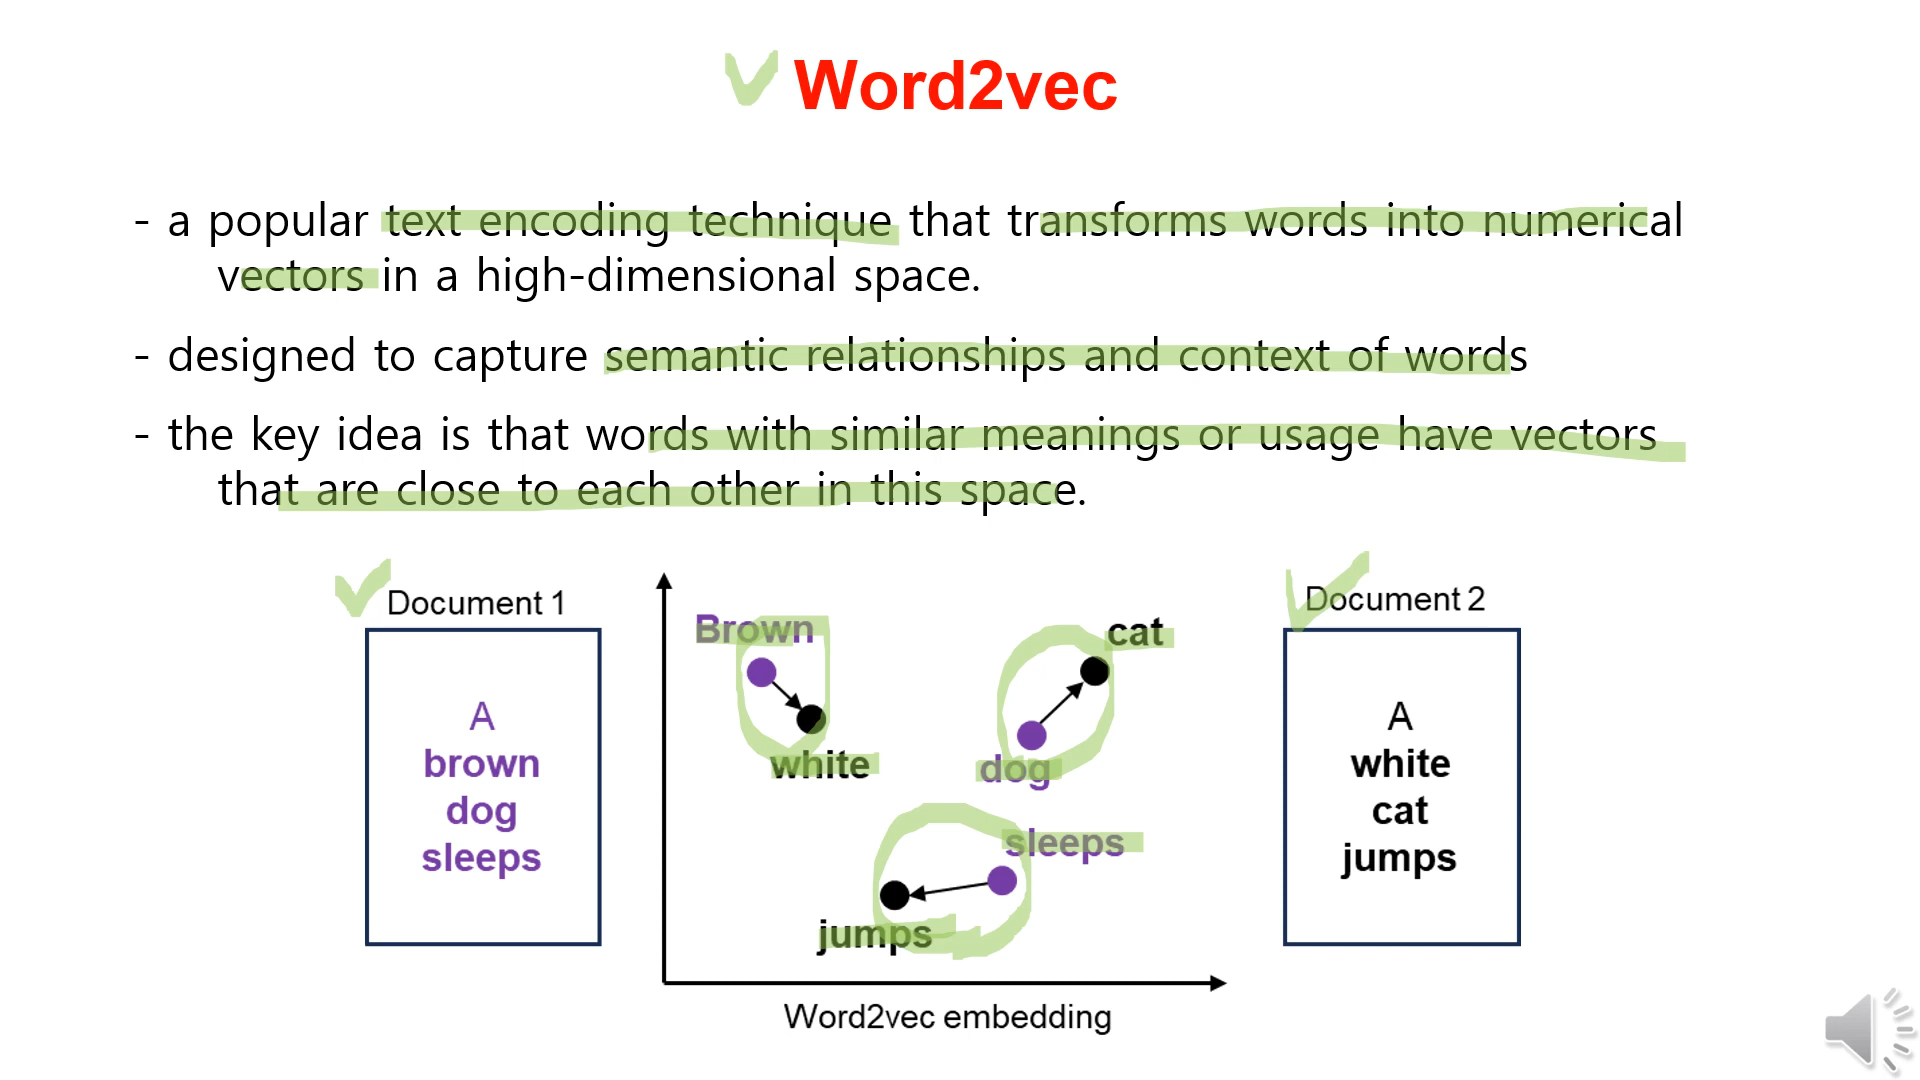 Word2vec
- a popular text encoding technique that transforms words into numerical
vectors in a high-dimensional space.
- designed to capture semantic relationships and context of words
- the key idea is that words with similar meanings or usage have vectors
that are close to each other in this space.
Document 1
A
brown
dog
sleeps
Brown
white
cat
dog
sleeps
jumps
Word2vec embedding
Document 2
A
white
cat
jumps